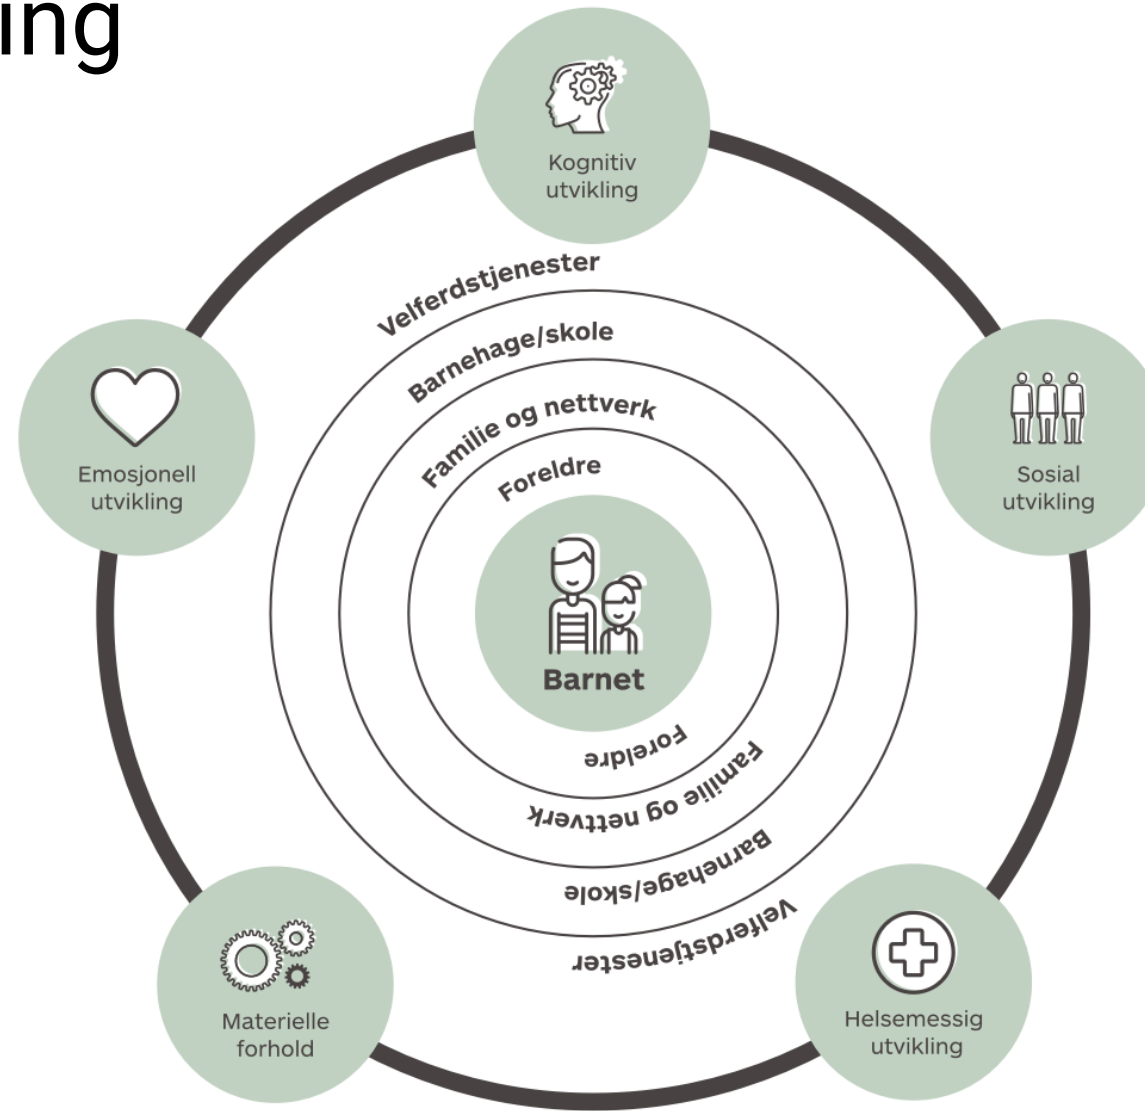 ing
Kognitiv
utvikling
Velferdstjenester
Barnehage/skole
Familie og nettverk
Foreldre
Emosjonell
utvikling
Sosial
utvikling
Barnet
Foreldre
Familie og nettverk
Barnehage/skole
Velferdstjenester
Materielle
forhold
Helsemessig
utvikling